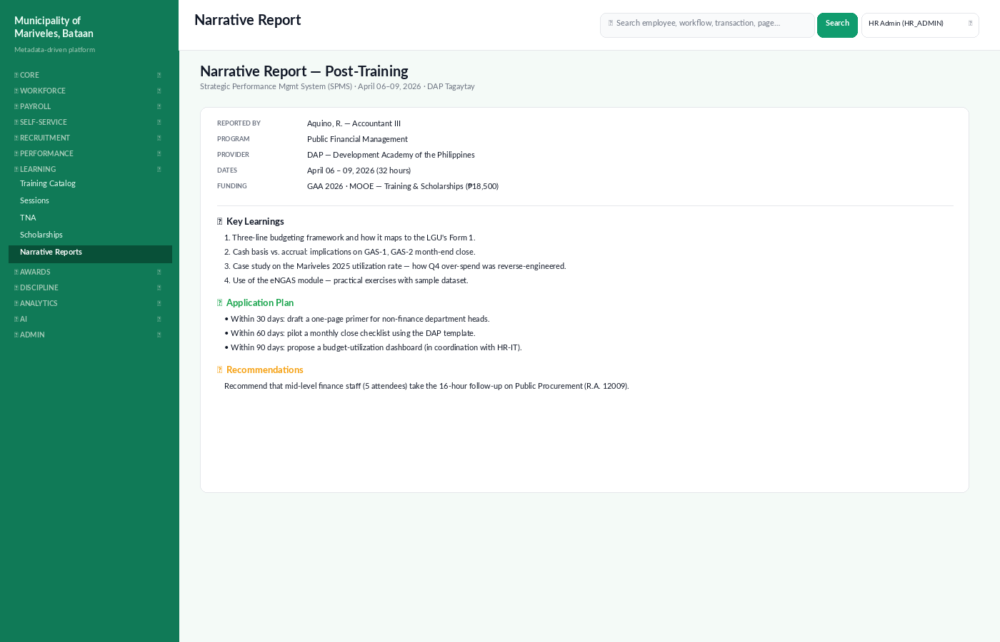 Municipality of
Mariveles, Bataan
Metadata-driven platform
CORE
WORKFORCE
PAYROLL
SELF-SERVICE
RECRUITMENT
PERFORMANCE
LEARNING
Training Catalog
Sessions
TNA
Scholarships
Narrative Reports
AWARDS
DISCIPLINE
ANALYTICS
AI
ADMIN
Narrative Report
Search employee, workflow, transaction, page...
Search
HR Admin (HR_ADMIN)
Narrative Report — Post-Training
Strategic Performance Mgmt System (SPMS) · April 06–09, 2026 · DAP Tagaytay
REPORTED BY Aquino, R. — Accountant III
PROGRAM Public Financial Management
PROVIDER DAP — Development Academy of the Philippines
DATES April 06 – 09, 2026 (32 hours)
FUNDING GAA 2026 · MOOE — Training & Scholarships (₱18,500)
Key Learnings
1. Three-line budgeting framework and how it maps to the LGU's Form 1.
2. Cash basis vs. accrual: implications on GAS-1, GAS-2 month-end close.
3. Case study on the Mariveles 2025 utilization rate — how Q4 over-spend was reverse-engineered.
4. Use of the eNGAS module — practical exercises with sample dataset.
Application Plan
• Within 30 days: draft a one-page primer for non-finance department heads.
• Within 60 days: pilot a monthly close checklist using the DAP template.
• Within 90 days: propose a budget-utilization dashboard (in coordination with HR-IT).
Recommendations
Recommend that mid-level finance staff (5 attendees) take the 16-hour follow-up on Public Procurement (R.A. 12009).